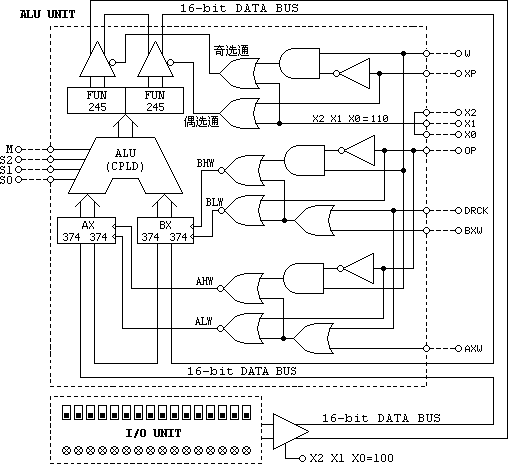 16-bit DATA BUS
ALU UNIT
奇选通
W
XP
FUN
245
FUN
245
偶选通
X2 X1 X0=110
X2
X1
X0
M
S2
S1
S0
ALU
(CPLD)
OP
BHW
BLW
DRCK
BXW
AX
374 374
BX
374 374
AHW
ALW
AXW
16-bit DATA BUS
16-bit DATA BUS
I/O UNIT
X2 X1 X0=100